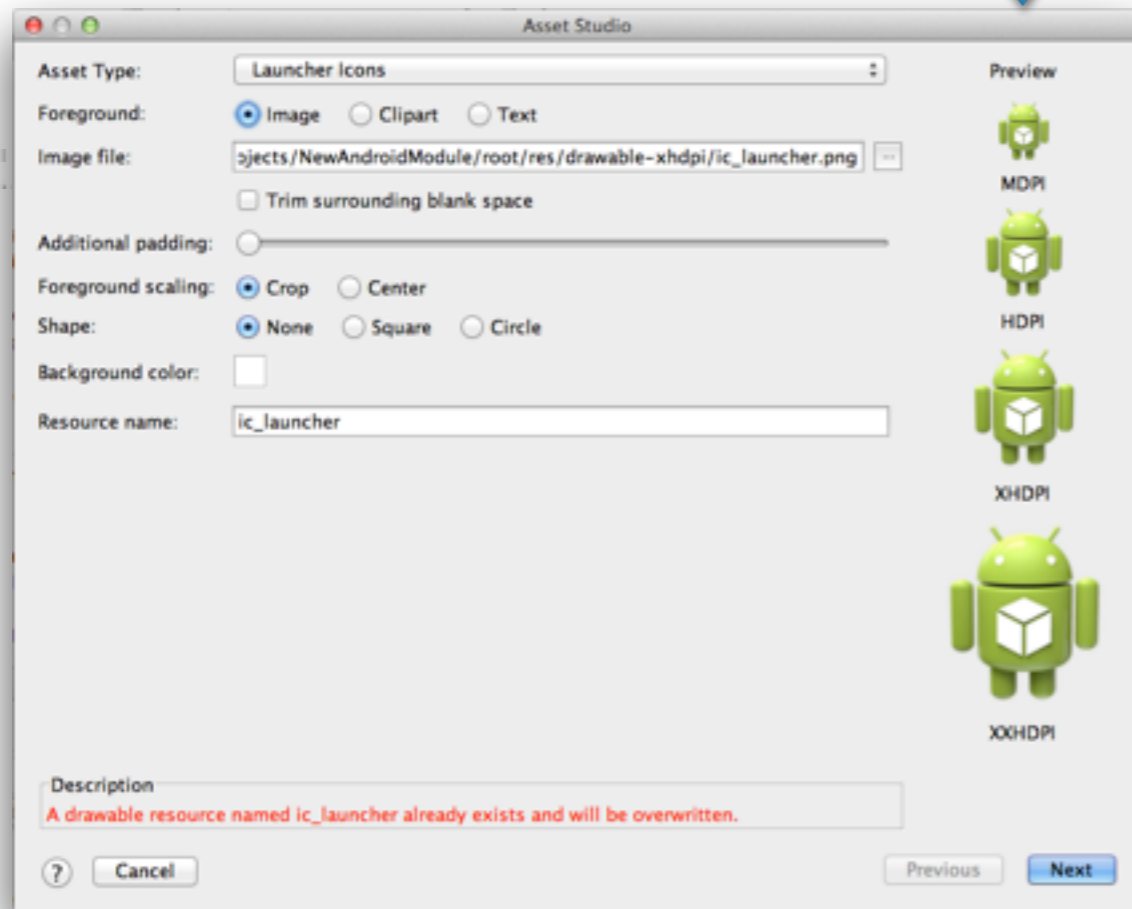 Asset Studio
Asset Type: Launcher Icons
Preview
Foreground: Image Clipart Text
Image file: ojects/NewAndroidModule/root/res/drawable-xhdpi/ic_launcher.png ...
MDPI
Trim surrounding blank space
Additional padding:
Foreground scaling: Crop Center
Shape: None Square Circle
HDPI
Background color:
Resource name: ic_launcher
XHDPI
XXHDPI
Description
A drawable resource named ic_launcher already exists and will be overwritten.
? Cancel Previous Next